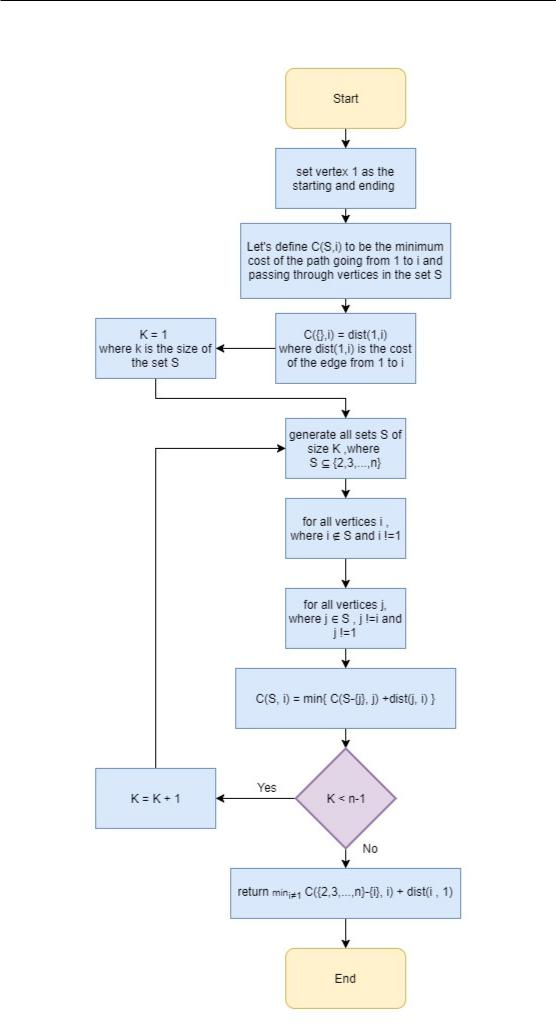 Start
set vertex 1 as the
starting and ending
Let's define C(S,i) to be the minimum
cost of the path going from 1 to i and
passing through vertices in the set S
C({},i) = dist(1,i)
where dist(1,i) is the cost
of the edge from 1 to i
K = 1
where k is the size of
the set S
generate all sets S of
size K ,where
S ⊆ {2,3,...,n}
for all vertices i ,
where i ∉ S and i !=1
for all vertices j,
where j ∈ S , j !=i and
j !=1
C(S, i) = min{ C(S-{j}, j) +dist(j, i) }
K < n-1
Yes
K = K + 1
No
return minᵢ≠₁ C({2,3,...,n}-{i}, i) + dist(i , 1)
End